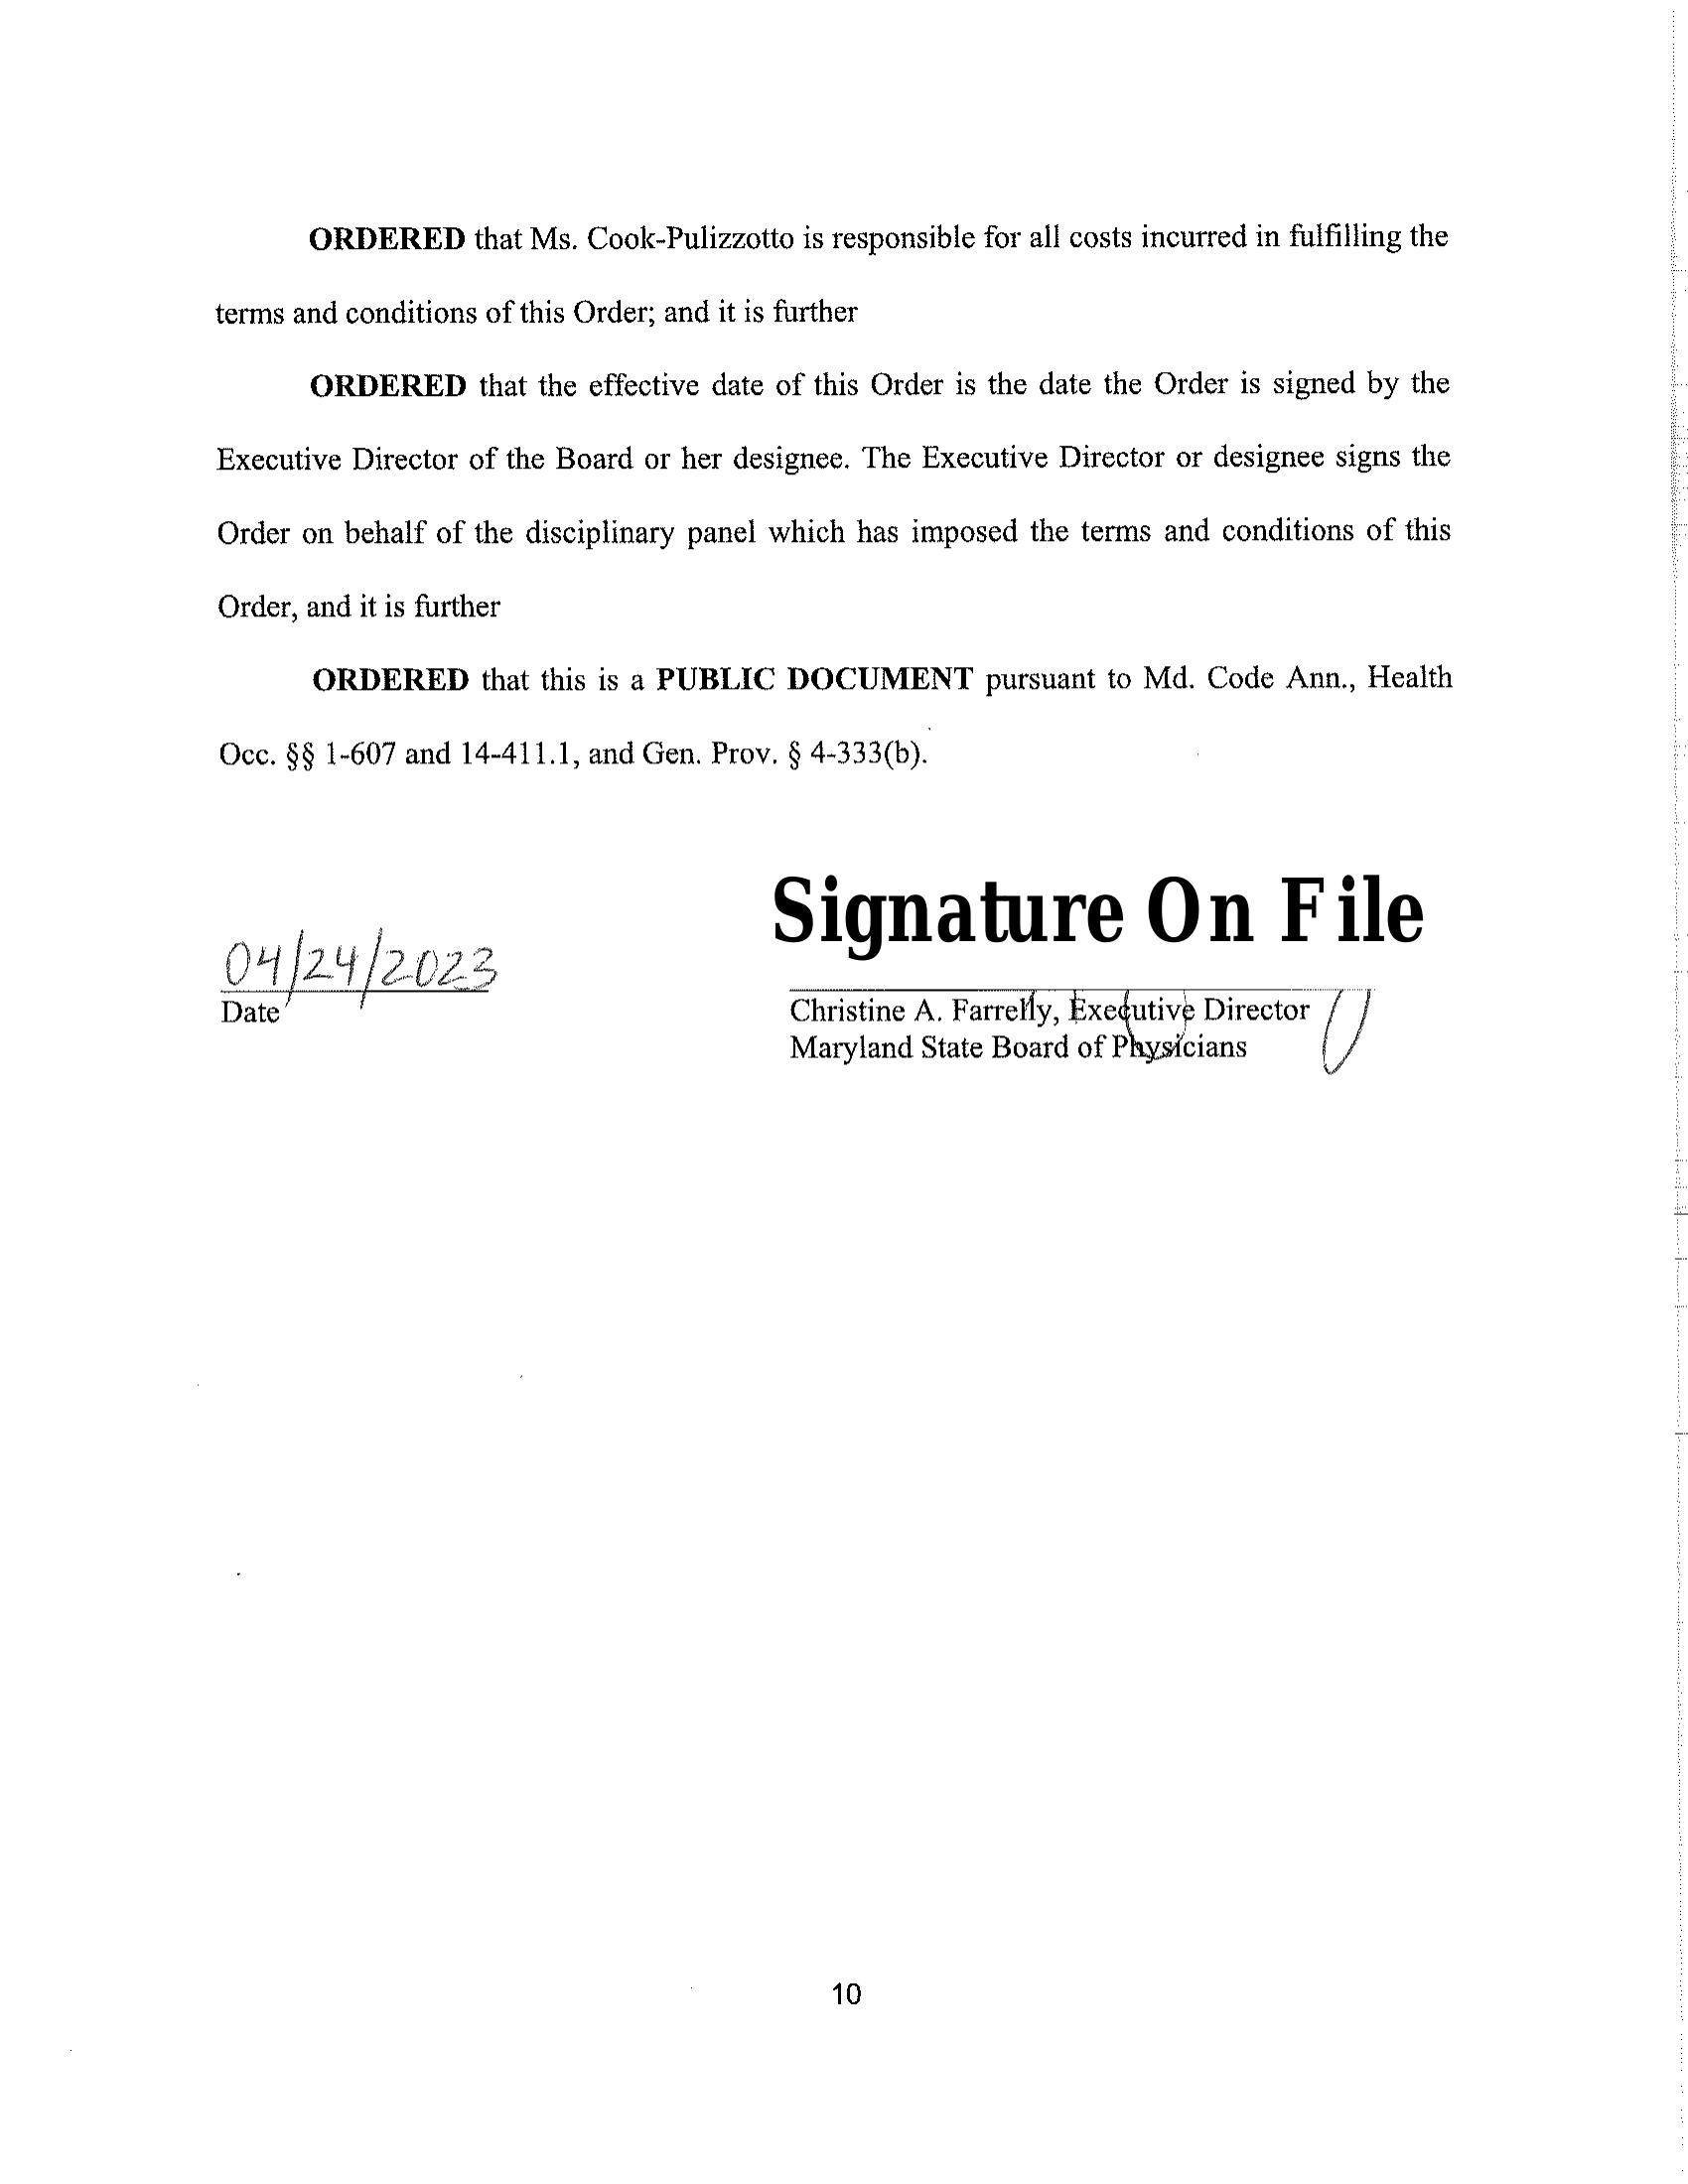 ORDERED that Ms. Cook-Pulizzotto is responsible for all costs incurred in fulfilling the
terms and conditions of this Order; and it is further
ORDERED that the effective date of this Order is the date the Order is signed by the
Executive Director of the Board or her designee. The Executive Director or designee signs the
Order on behalf of the disciplinary panel which has imposed the terms and conditions of this
Order, and it is further
ORDERED that this is a PUBLIC DOCUMENT pursuant to Md. Code Ann., Health
Occ. §§ 1-607 and 14-411.1, and Gen. Prov. § 4-333(b).
Signature On File
04/24/2023
Date
Christine A. Farrelly, Executive Director
Maryland State Board of Physicians
10